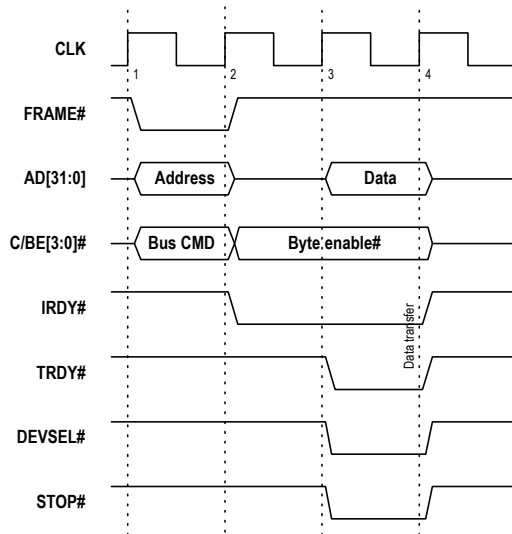 CLK
1 2 3 4
FRAME#
AD[31:0] Address Data
C/BE[3:0]# Bus CMD Byte enable#
IRDY#
Data transfer
TRDY#
DEVSEL#
STOP#